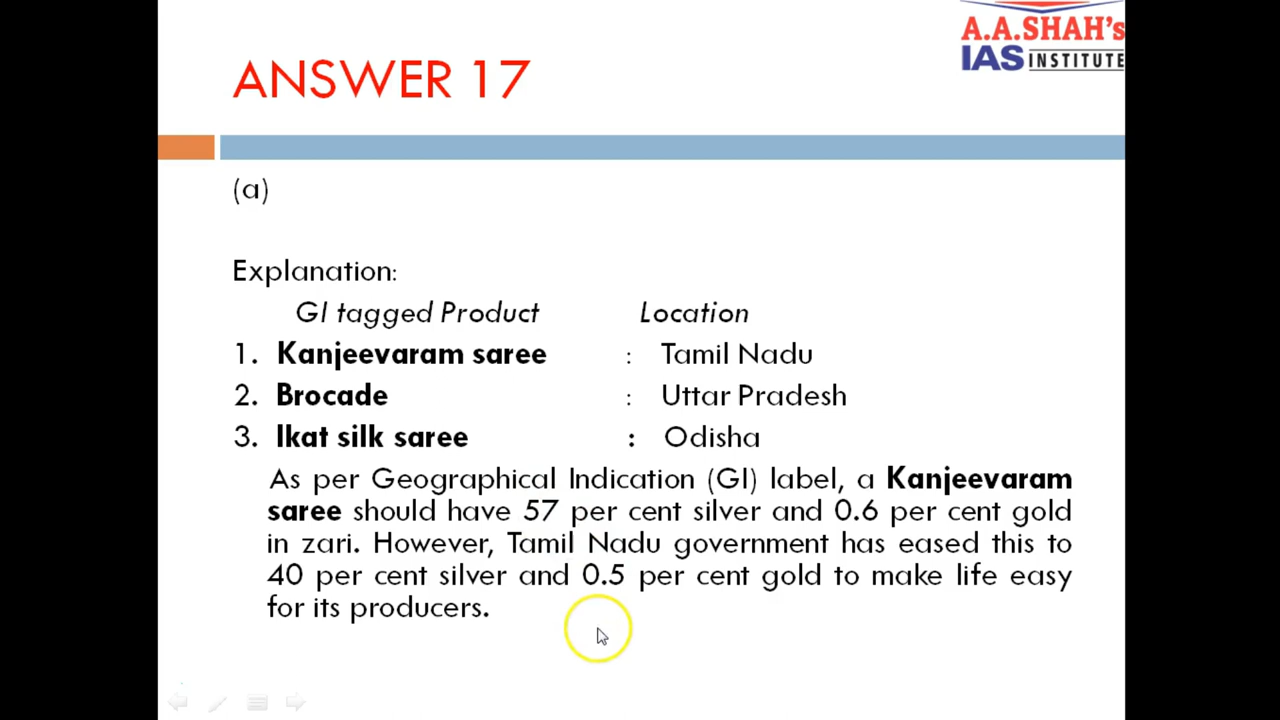 A.A.SHAH's
IAS INSTITUTE
ANSWER 17
(a)
Explanation:
GI tagged Product Location
1. Kanjeevaram saree : Tamil Nadu
2. Brocade : Uttar Pradesh
3. Ikat silk saree : Odisha
As per Geographical Indication (GI) label, a Kanjeevaram
saree should have 57 per cent silver and 0.6 per cent gold
in zari. However, Tamil Nadu government has eased this to
40 per cent silver and 0.5 per cent gold to make life easy
for its producers.